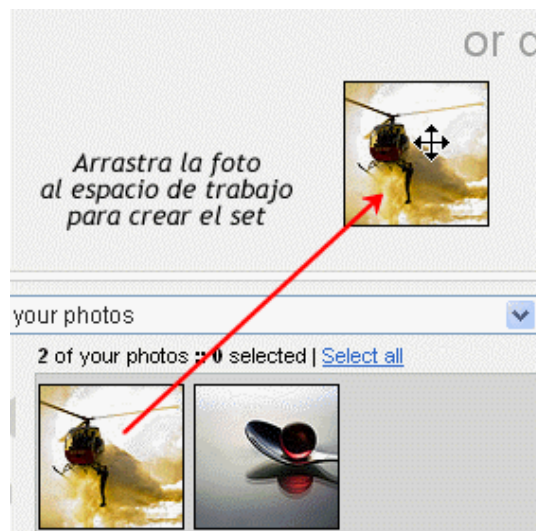 or
Arrastra la foto
al espacio de trabajo
para crear el set
your photos
2 of your photos :: 0 selected | Select all